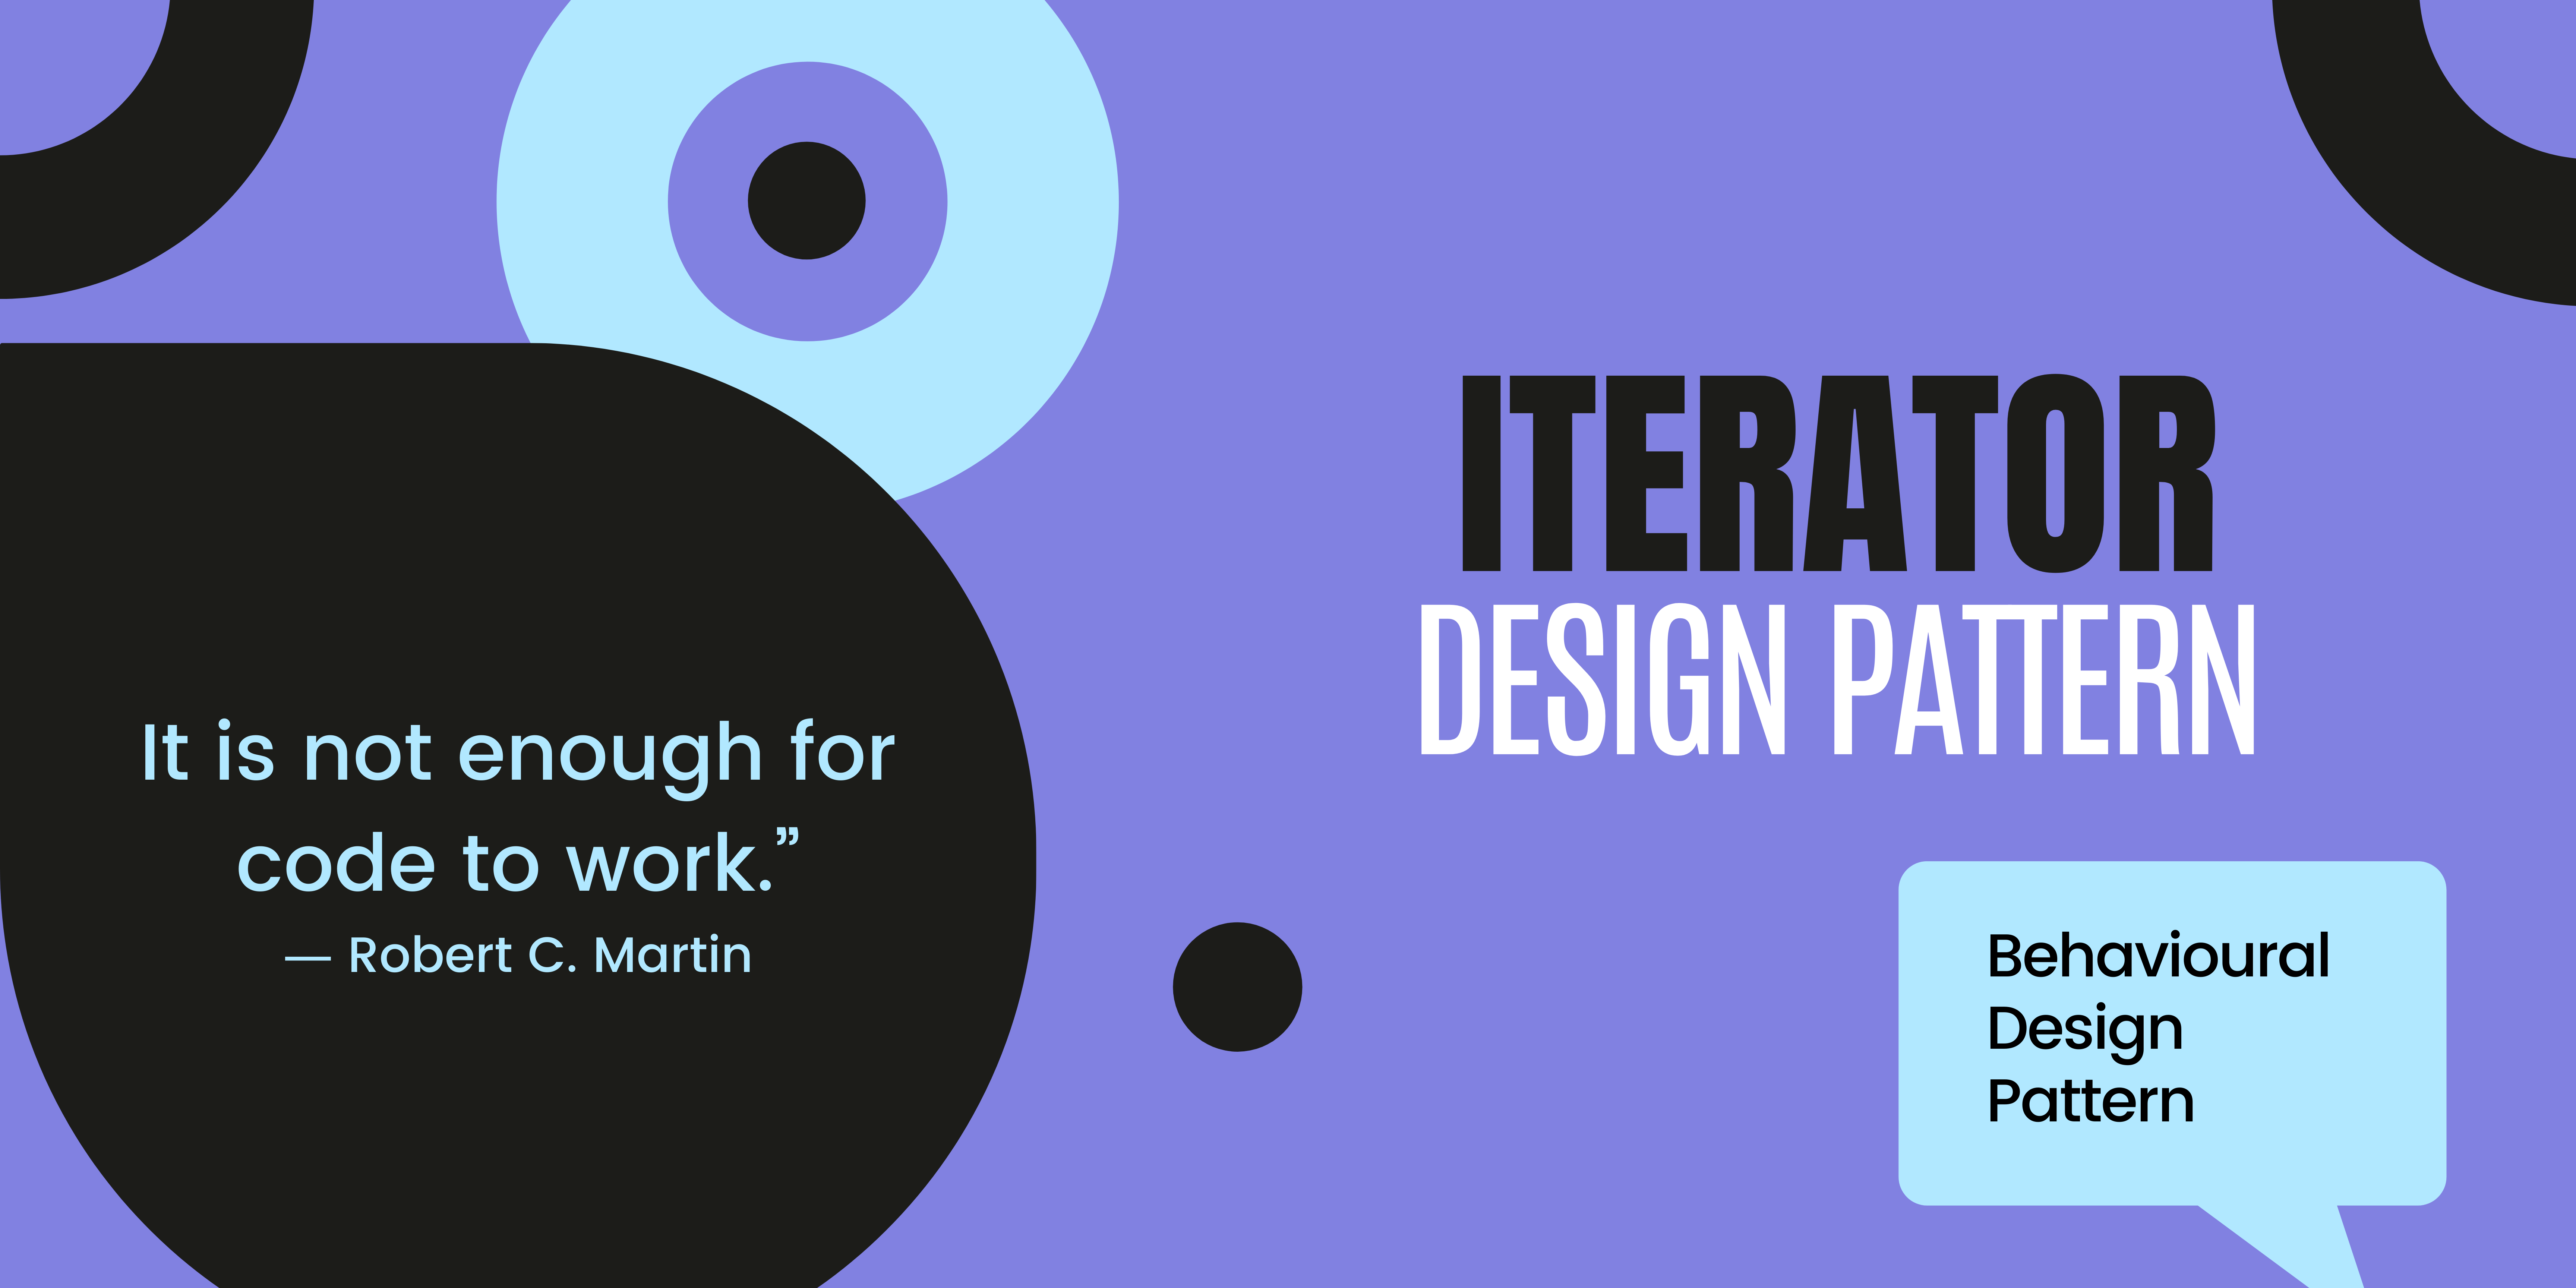 It is not enough for
code to work.”
— Robert C. Martin
ITERATOR
DESIGN PATTERN
Behavioural
Design
Pattern